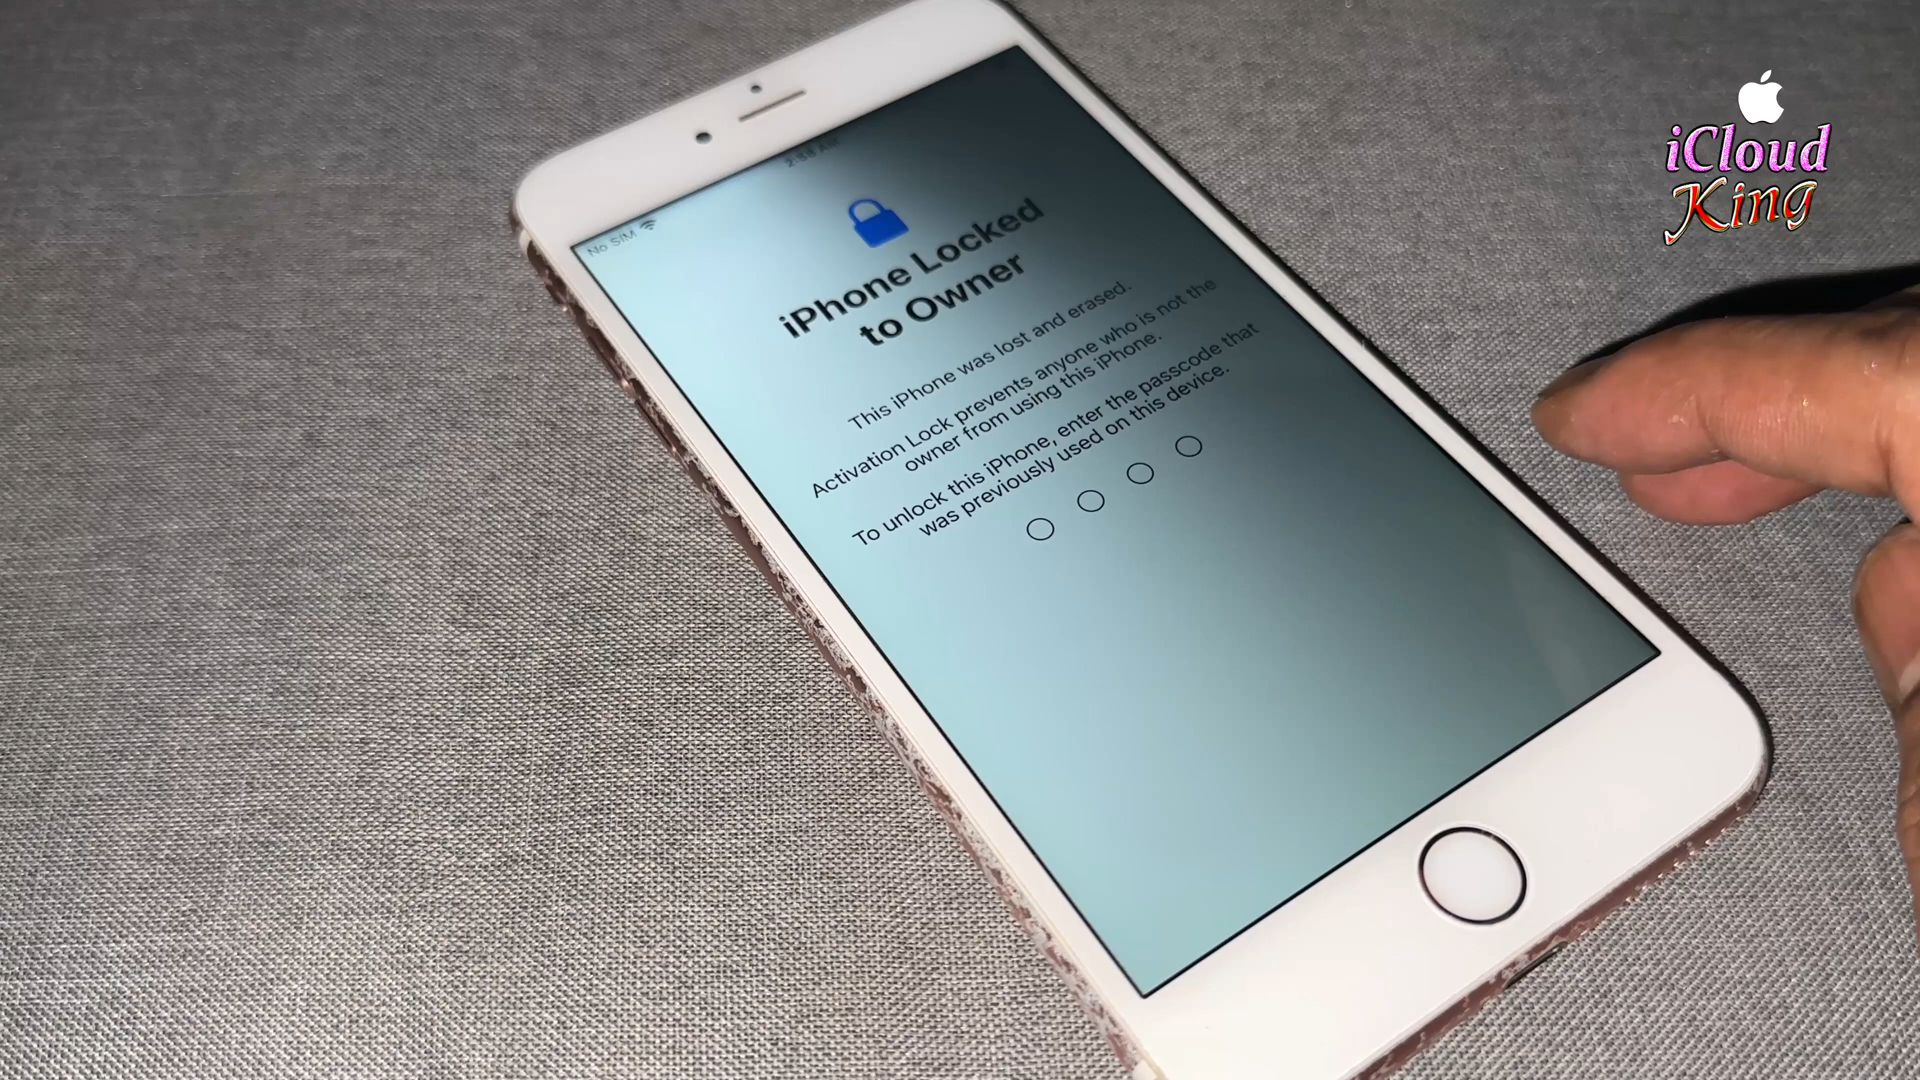 iCloud
King
No SIM
iPhone Locked
to Owner
This iPhone was lost and erased.
Activation Lock prevents anyone who is not the
owner from using this iPhone.
To unlock this iPhone, enter the passcode that
was previously used on this device.